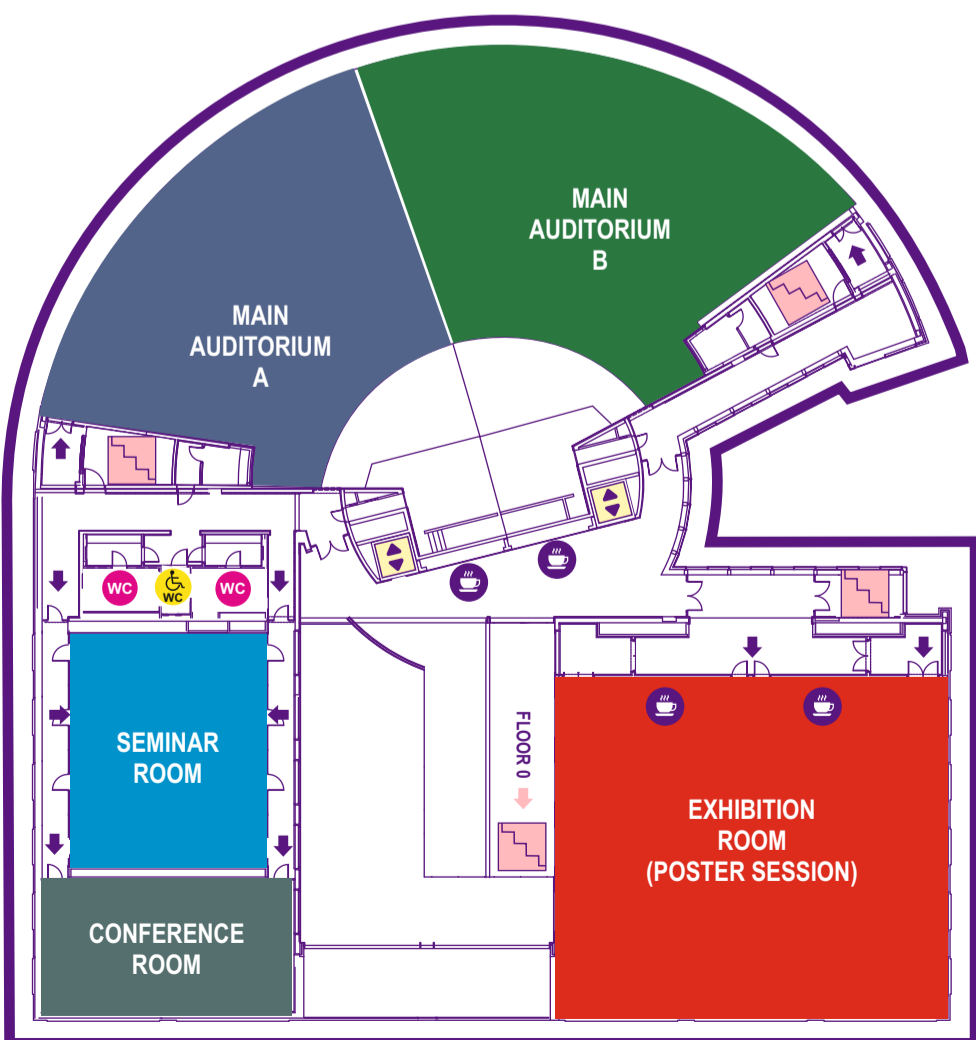 MAIN
AUDITORIUM
B
MAIN
AUDITORIUM
A
WC
WC
WC
FLOOR 0
SEMINAR
ROOM
EXHIBITION
ROOM
(POSTER SESSION)
CONFERENCE
ROOM